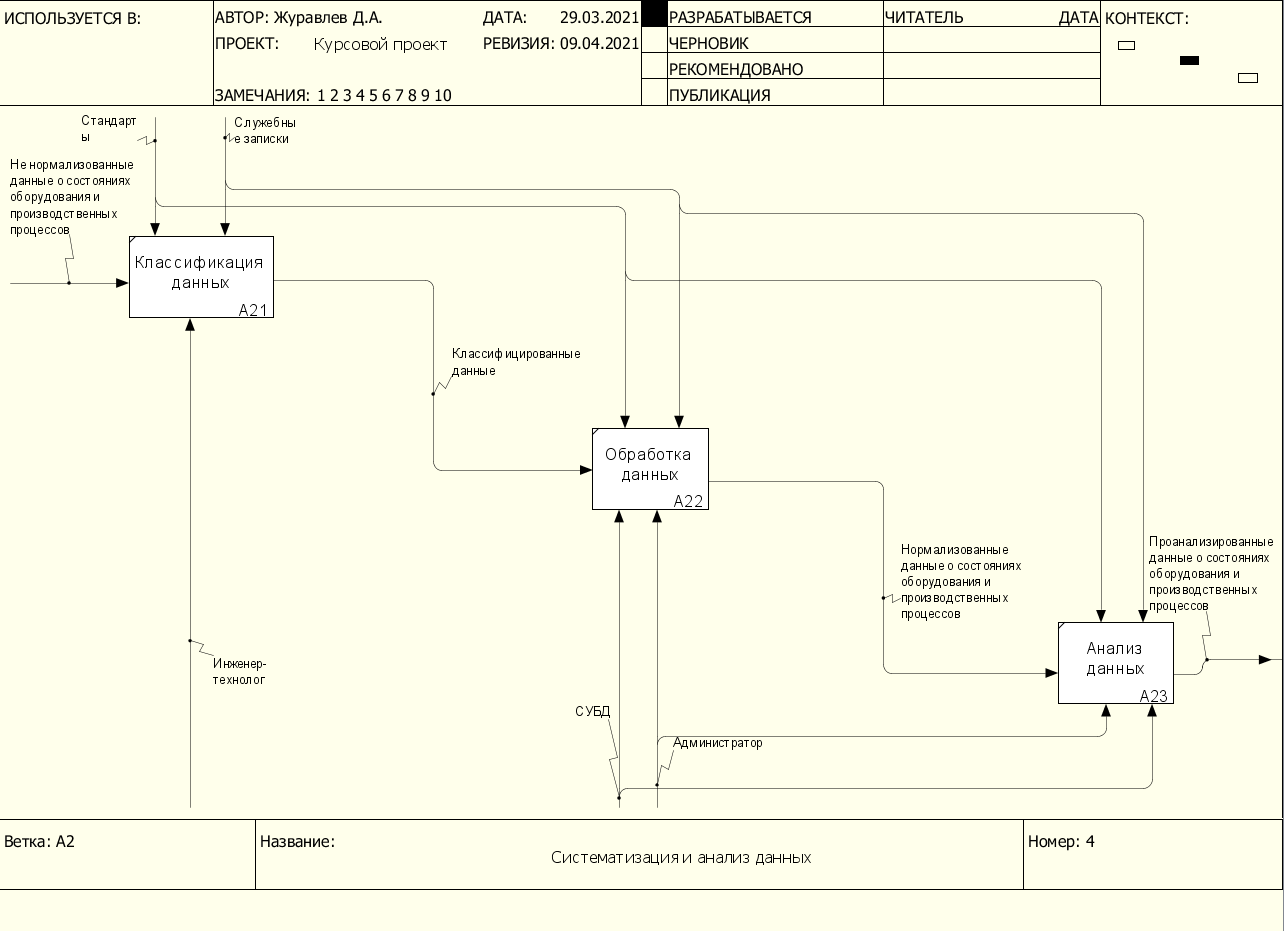 ИСПОЛЬЗУЕТСЯ В:
АВТОР: Журавлев Д.А.
ДАТА: 29.03.2021
РАЗРАБАТЫВАЕТСЯ
ЧИТАТЕЛЬ
ДАТА
КОНТЕКСТ:
ПРОЕКТ: Курсовой проект
РЕВИЗИЯ: 09.04.2021
ЧЕРНОВИК
РЕКОМЕНДОВАНО
ЗАМЕЧАНИЯ: 1 2 3 4 5 6 7 8 9 10
ПУБЛИКАЦИЯ
Стандарт
ы
Служебны
е записки
Не нормализованные
данные о состояниях
оборудования и
производственных
процессов
Классификация
данных
A21
Классифицированные
данные
Обработка
данных
A22
Нормализованные
данные о состояниях
оборудования и
производственных
процессов
Проанализированные
данные о состояниях
оборудования и
производственных
процессов
Анализ
данных
A23
Инженер-
технолог
СУБД
Администратор
Ветка: A2
Название:
Систематизация и анализ данных
Номер: 4